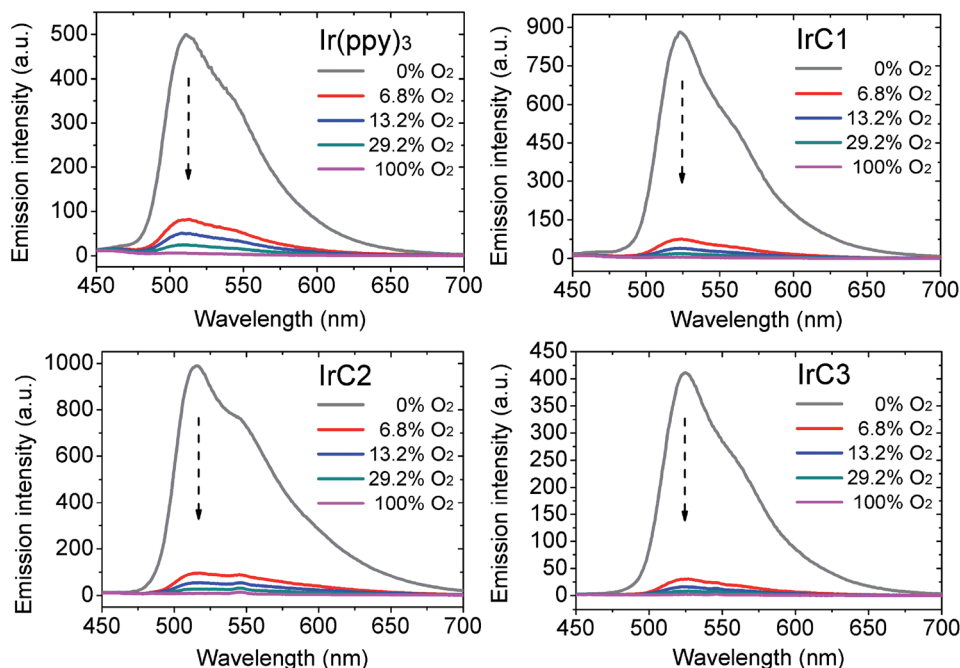 Ir(ppy)₃
Emission intensity (a.u.)
500
400
300
200
100
0
0% O₂
6.8% O₂
13.2% O₂
29.2% O₂
100% O₂
450 500 550 600 650 700
Wavelength (nm)
IrC1
Emission intensity (a.u.)
900
750
600
450
300
150
0
0% O₂
6.8% O₂
13.2% O₂
29.2% O₂
100% O₂
450 500 550 600 650 700
Wavelength (nm)
IrC2
Emission intensity (a.u.)
1000
800
600
400
200
0
0% O₂
6.8% O₂
13.2% O₂
29.2% O₂
100% O₂
450 500 550 600 650 700
Wavelength (nm)
IrC3
Emission intensity (a.u.)
450
400
350
300
250
200
150
100
50
0
0% O₂
6.8% O₂
13.2% O₂
29.2% O₂
100% O₂
450 500 550 600 650 700
Wavelength (nm)